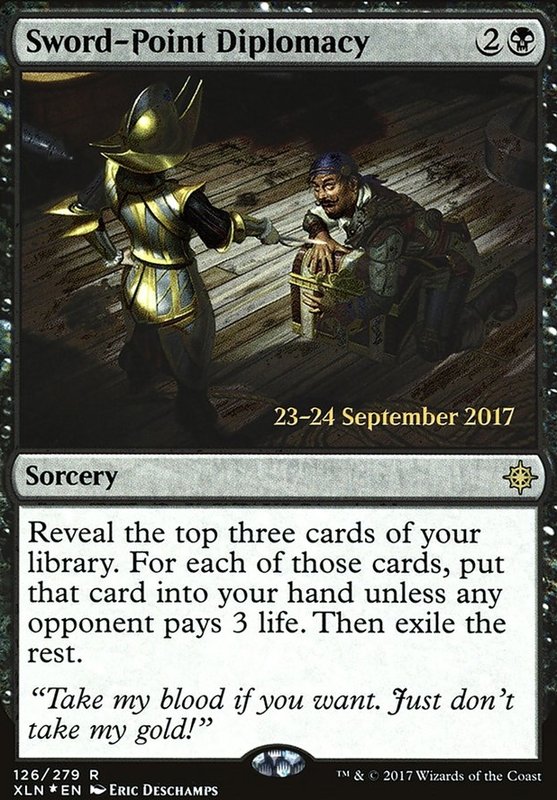 Sword-Point Diplomacy 2
23–24 September 2017
Sorcery
Reveal the top three cards of your
library. For each of those cards, put
that card into your hand unless any
opponent pays 3 life. Then exile the
rest.
“Take my blood if you want. Just don’t
take my gold!”
126/279 R
XLN ★ EN Eric Deschamps
™ & © 2017 Wizards of the Coast